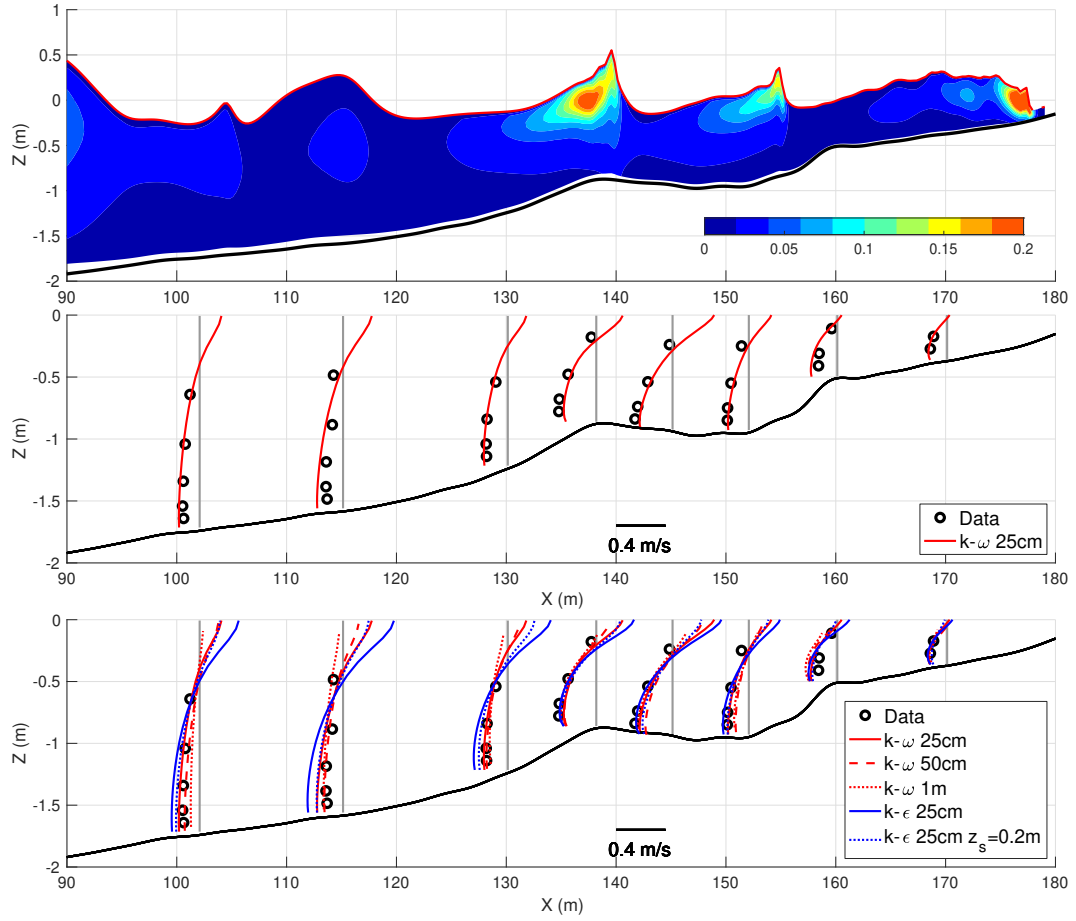 1
0.5
0
-0.5
-1
-1.5
-2
Z (m)
0 0.05 0.1 0.15 0.2
90 100 110 120 130 140 150 160 170 180
0
-0.5
-1
-1.5
-2
Z (m)
0.4 m/s
Data
k-ω 25cm
90 100 110 120 130 140 150 160 170 180
X (m)
0
-0.5
-1
-1.5
-2
Z (m)
0.4 m/s
Data
k-ω 25cm
k-ω 50cm
k-ω 1m
k-ϵ 25cm
k-ϵ 25cm z_s=0.2m
90 100 110 120 130 140 150 160 170 180
X (m)